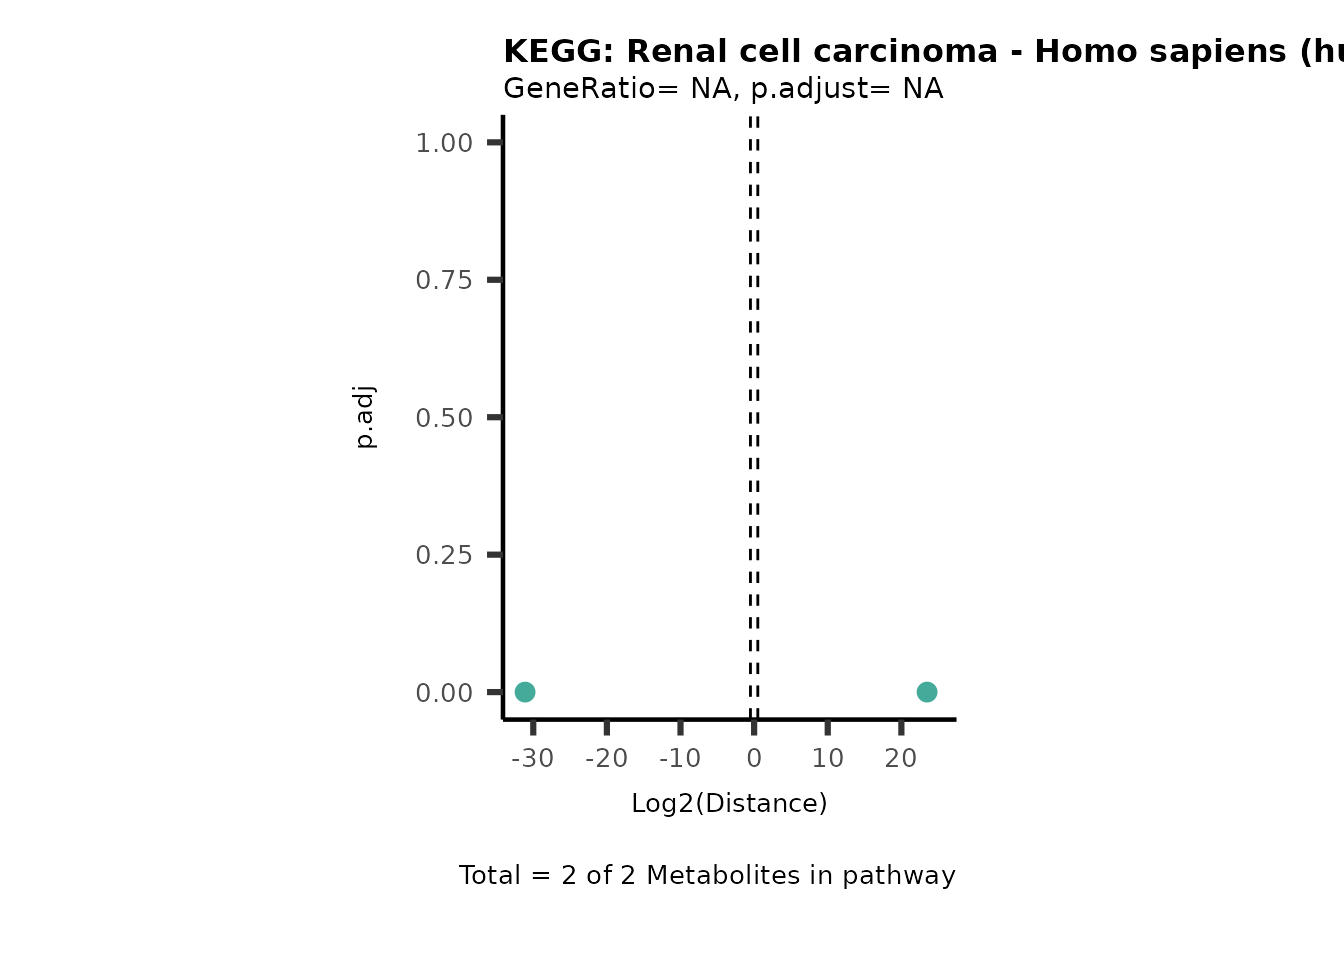 KEGG: Renal cell carcinoma - Homo sapiens (hu
GeneRatio= NA, p.adjust= NA
1.00
0.75
0.50
0.25
0.00
p.adj
-30 -20 -10 0 10 20
Log2(Distance)
Total = 2 of 2 Metabolites in pathway